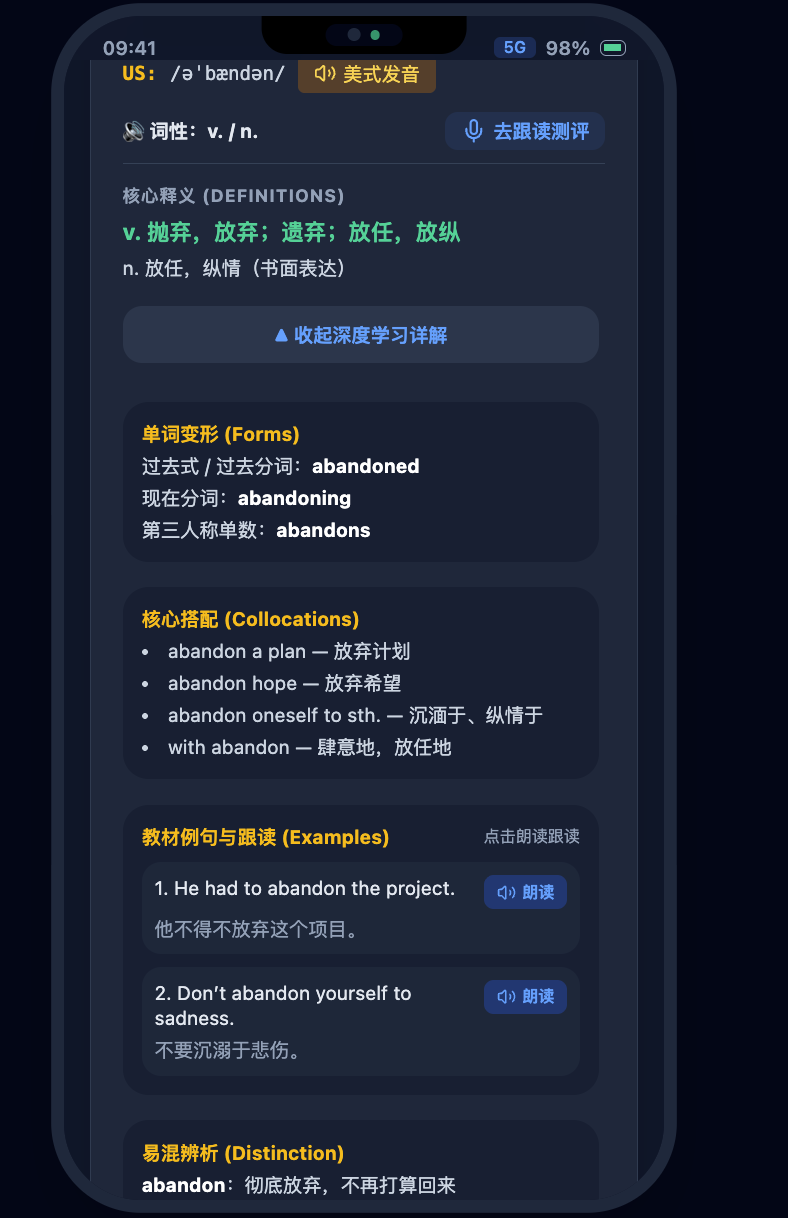 09:41
5G 98%
US: /əˈbændən/ 美式发音
词性：v. / n. 去跟读测评
核心释义 (DEFINITIONS)
v. 抛弃，放弃；遗弃；放任，放纵
n. 放任，纵情（书面表达）
▲ 收起深度学习详解
单词变形 (Forms)
过去式 / 过去分词：abandoned
现在分词：abandoning
第三人称单数：abandons
核心搭配 (Collocations)
• abandon a plan — 放弃计划
• abandon hope — 放弃希望
• abandon oneself to sth. — 沉湎于、纵情于
• with abandon — 肆意地，放任地
教材例句与跟读 (Examples) 点击朗读跟读
1. He had to abandon the project. 朗读
他不得不放弃这个项目。
2. Don’t abandon yourself to 朗读
sadness.
不要沉溺于悲伤。
易混辨析 (Distinction)
abandon：彻底放弃，不再打算回来